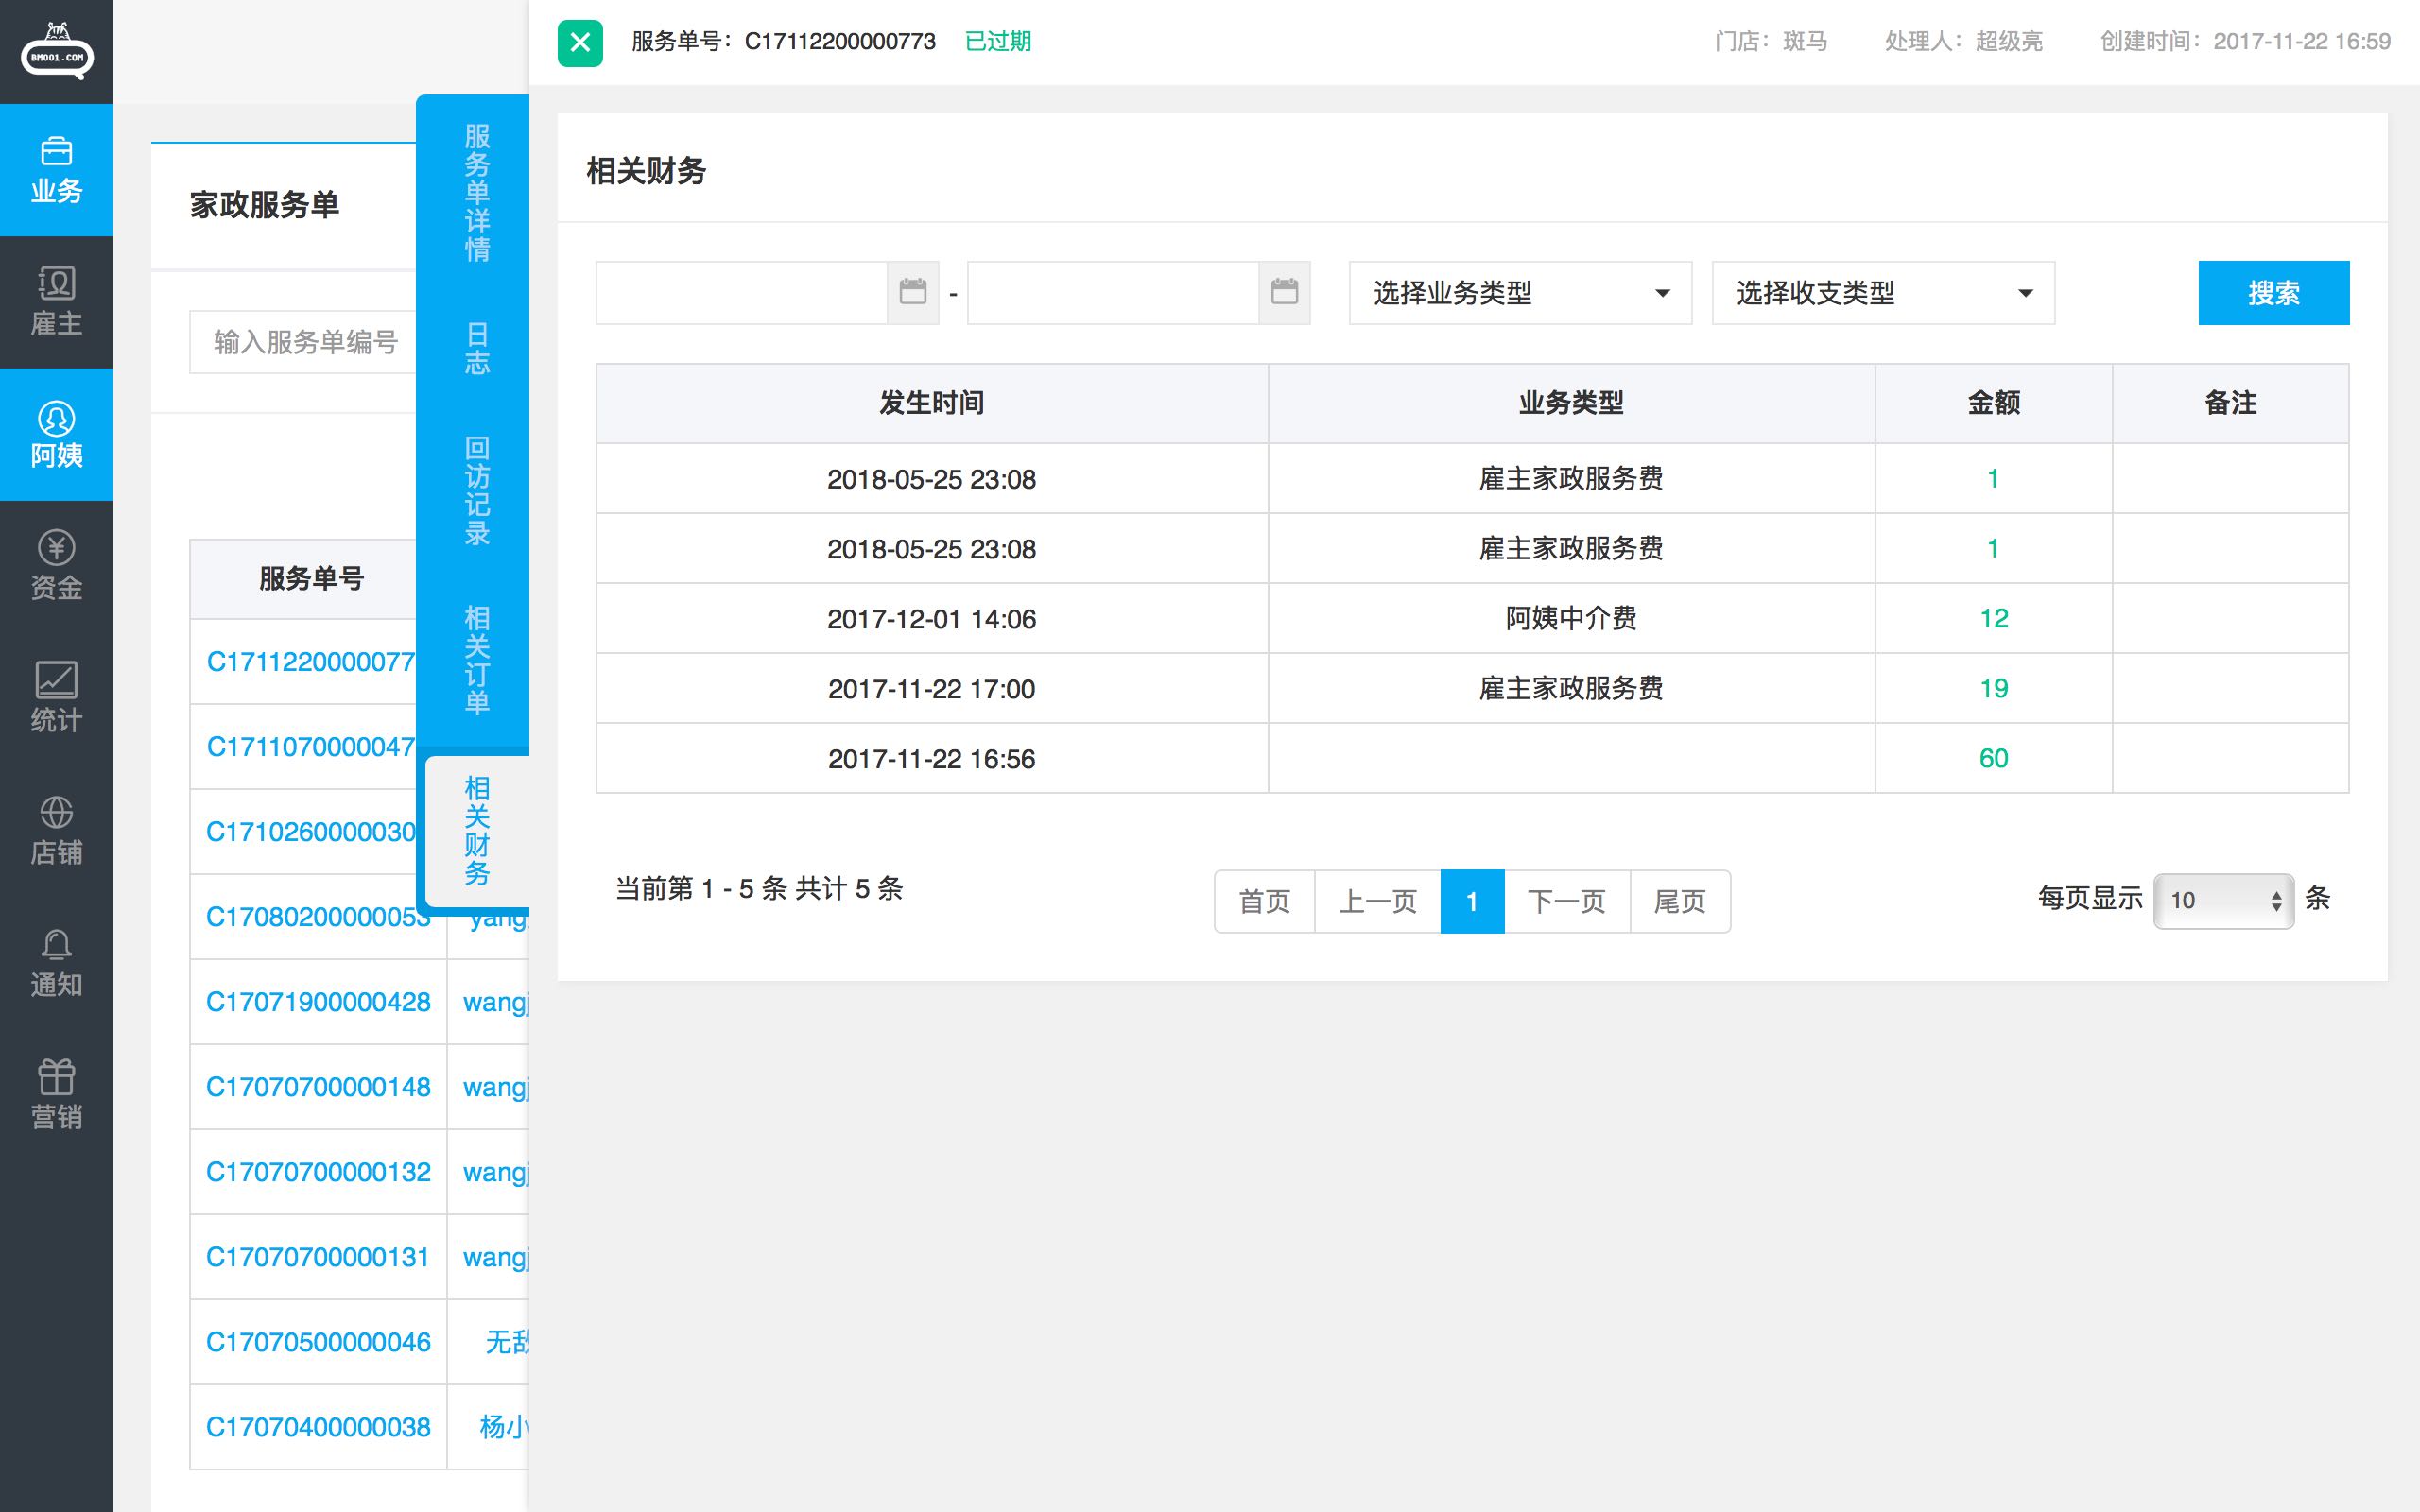 BM001.COM
业务
雇主
阿姨
资金
统计
店铺
通知
营销
家政服务单
输入服务单编号
服务单号
C1711220000077
C1711070000047
C1710260000030
C17080200000053
C17071900000428 wangj
C17070700000148 wangj
C17070700000132 wangj
C17070700000131 wangj
C17070500000046 无敌
C17070400000038 杨小
服务单详情
日志
回访记录
相关订单
相关财务
服务单号：C17112200000773 已过期 门店：斑马 处理人：超级亮 创建时间：2017-11-22 16:59
相关财务
- 选择业务类型 选择收支类型 搜索
发生时间 业务类型 金额 备注
2018-05-25 23:08 雇主家政服务费 1
2018-05-25 23:08 雇主家政服务费 1
2017-12-01 14:06 阿姨中介费 12
2017-11-22 17:00 雇主家政服务费 19
2017-11-22 16:56 60
当前第 1 - 5 条 共计 5 条 首页 上一页 1 下一页 尾页 每页显示 10 条